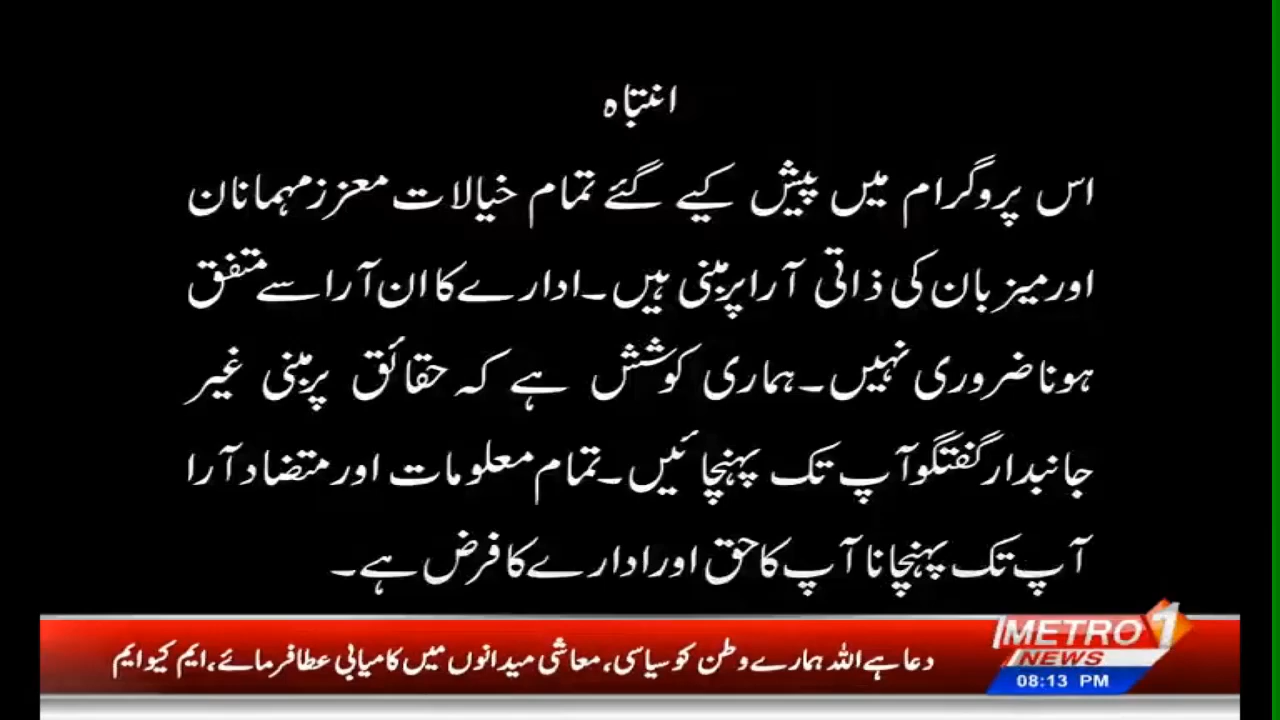 انتباہ
اس پروگرام میں پیش کیے گئے تمام خیالات معزز مہمانان
اور میزبان کی ذاتی آرا پر مبنی ہیں۔ ادارے کا ان آرا سے متفق
ہونا ضروری نہیں۔ ہماری کوشش ہے کہ حقائق پر مبنی غیر
جانبدار گفتگو آپ تک پہنچائیں۔ تمام معلومات اور متضاد آرا
آپ تک پہنچانا آپ کا حق اور ادارے کا فرض ہے۔
دعا ہے اللہ ہمارے وطن کو سیاسی، معاشی میدانوں میں کامیابی عطا فرمائے، ایم کیو ایم
METRO 1
NEWS
08:13 PM